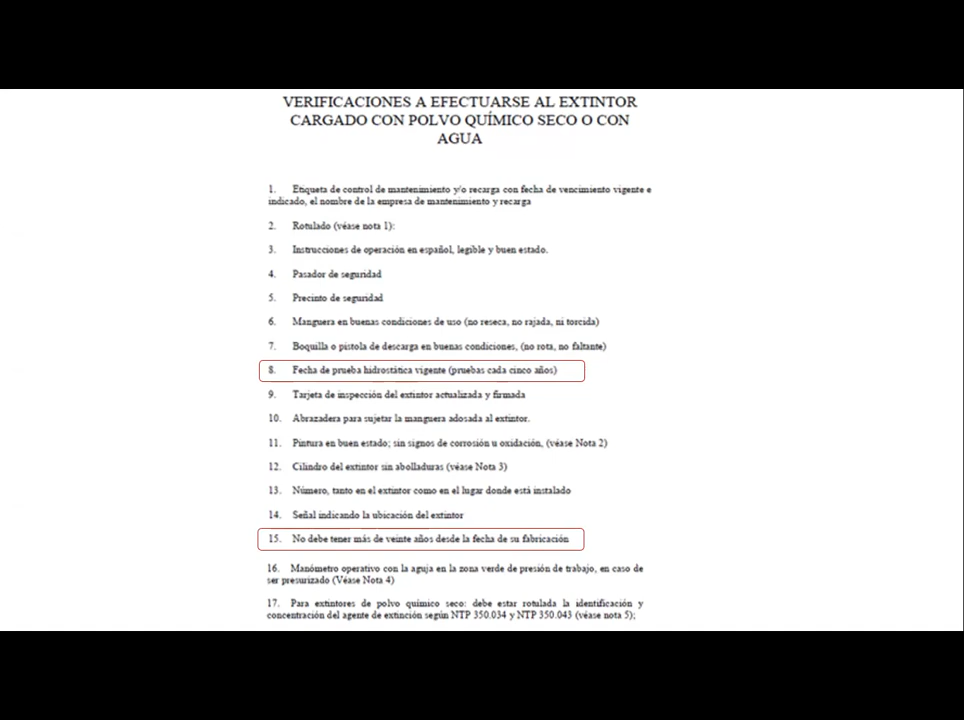 VERIFICACIONES A EFECTUARSE AL EXTINTOR
CARGADO CON POLVO QUÍMICO SECO O CON
AGUA
1. Etiqueta de control de mantenimiento y/o recarga con fecha de vencimiento vigente e
indicado, el nombre de la empresa de mantenimiento y recarga
2. Rotulado (véase nota 1):
3. Instrucciones de operación en español, legible y buen estado.
4. Pasador de seguridad
5. Precinto de seguridad
6. Manguera en buenas condiciones de uso (no reseca, no rajada, ni torcida)
7. Boquilla o pistola de descarga en buenas condiciones, (no rota, no faltante)
8. Fecha de prueba hidrostática vigente (pruebas cada cinco años)
9. Tarjeta de inspección del extintor actualizada y firmada
10. Abrazadera para sujetar la manguera adosada al extintor.
11. Pintura en buen estado; sin signos de corrosión u oxidación, (véase Nota 2)
12. Cilindro del extintor sin abolladuras (véase Nota 3)
13. Número, tanto en el extintor como en el lugar donde está instalado
14. Señal indicando la ubicación del extintor
15. No debe tener más de veinte años desde la fecha de su fabricación
16. Manómetro operativo con la aguja en la zona verde de presión de trabajo, en caso de
ser presurizado (Véase Nota 4)
17. Para extintores de polvo químico seco: debe estar rotulada la identificación y
concentración del agente de extinción según NTP 350.034 y NTP 350.043 (véase nota 5);